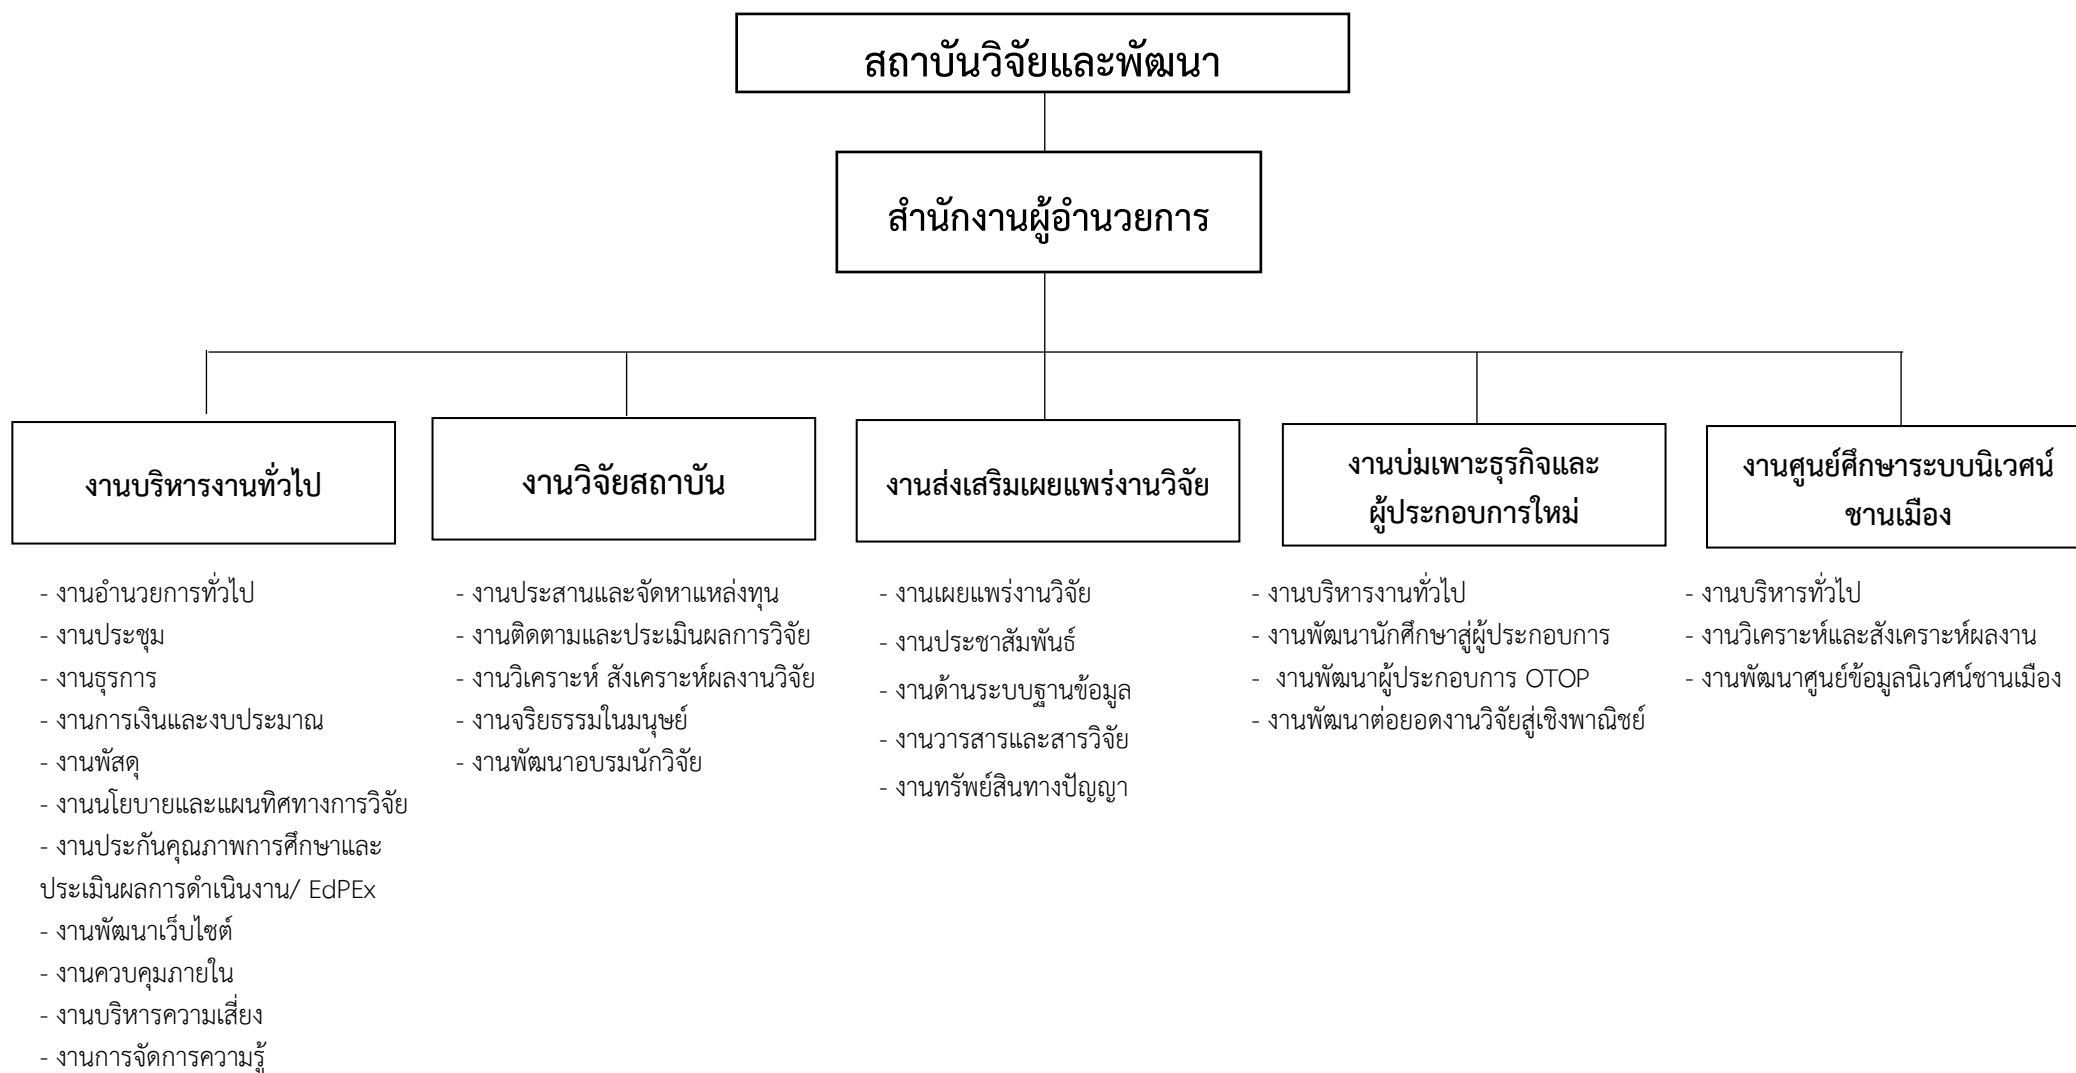 สถาบันวิจัยและพัฒนา
สำนักงานผู้อำนวยการ
งานบริหารงานทั่วไป
- งานอำนวยการทั่วไป
- งานประชุม
- งานธุรการ
- งานการเงินและงบประมาณ
- งานพัสดุ
- งานนโยบายและแผนทิศทางการวิจัย
- งานประกันคุณภาพการศึกษาและ
ประเมินผลการดำเนินงาน/ EdPEx
- งานพัฒนาเว็บไซต์
- งานควบคุมภายใน
- งานบริหารความเสี่ยง
- งานการจัดการความรู้
งานวิจัยสถาบัน
- งานประสานและจัดหาแหล่งทุน
- งานติดตามและประเมินผลการวิจัย
- งานวิเคราะห์ สังเคราะห์ผลงานวิจัย
- งานจริยธรรมในมนุษย์
- งานพัฒนาอบรมนักวิจัย
งานส่งเสริมเผยแพร่งานวิจัย
- งานเผยแพร่งานวิจัย
- งานประชาสัมพันธ์
- งานด้านระบบฐานข้อมูล
- งานวารสารและสารวิจัย
- งานทรัพย์สินทางปัญญา
งานบ่มเพาะธุรกิจและ
ผู้ประกอบการใหม่
- งานบริหารงานทั่วไป
- งานพัฒนานักศึกษาสู่ผู้ประกอบการ
- งานพัฒนาผู้ประกอบการ OTOP
- งานพัฒนาต่อยอดงานวิจัยสู่เชิงพาณิชย์
งานศูนย์ศึกษาระบบนิเวศน์
ชานเมือง
- งานบริหารทั่วไป
- งานวิเคราะห์และสังเคราะห์ผลงาน
- งานพัฒนาศูนย์ข้อมูลนิเวศน์ชานเมือง